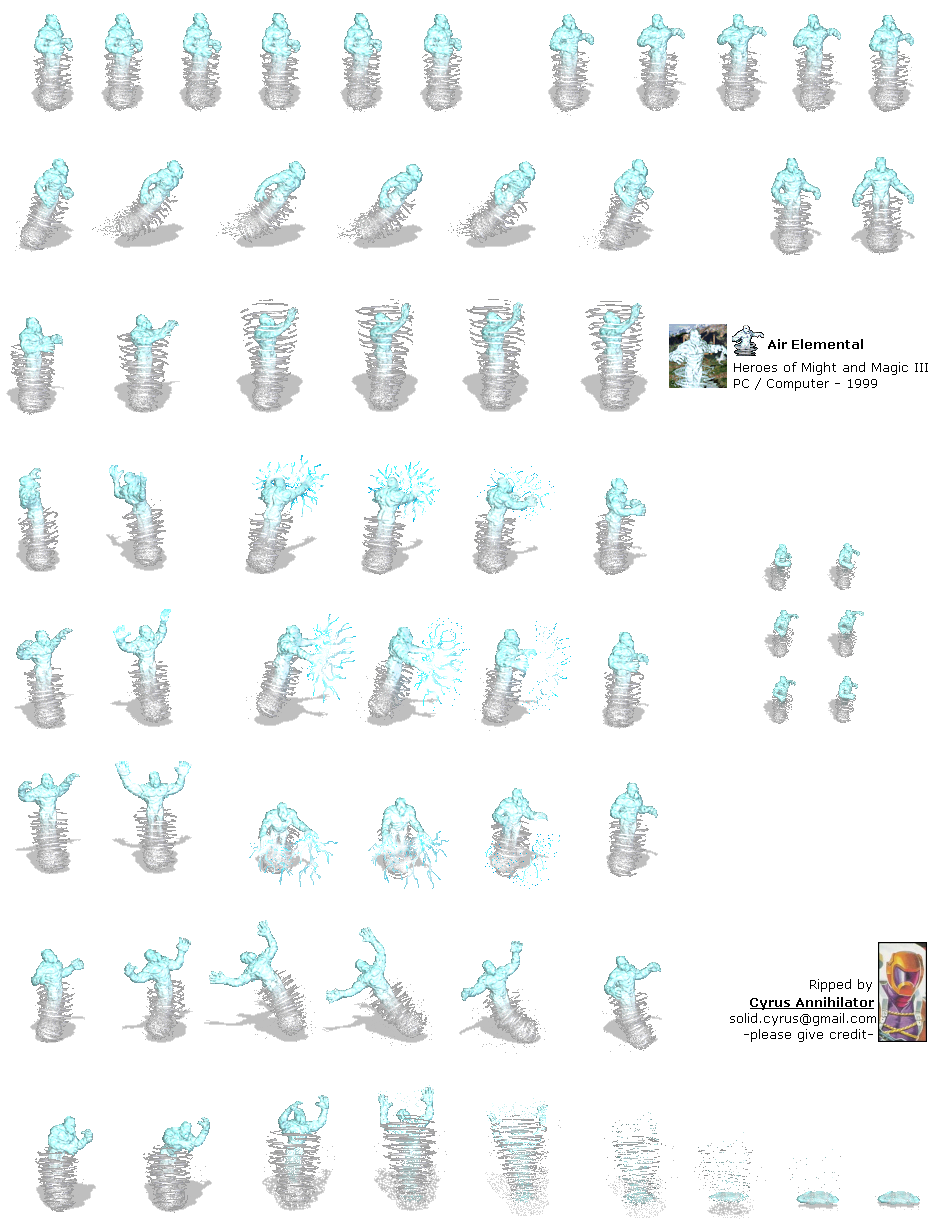 Air Elemental
Heroes of Might and Magic III
PC / Computer - 1999
Ripped by
Cyrus Annihilator
solid.cyrus@gmail.com
-please give credit-